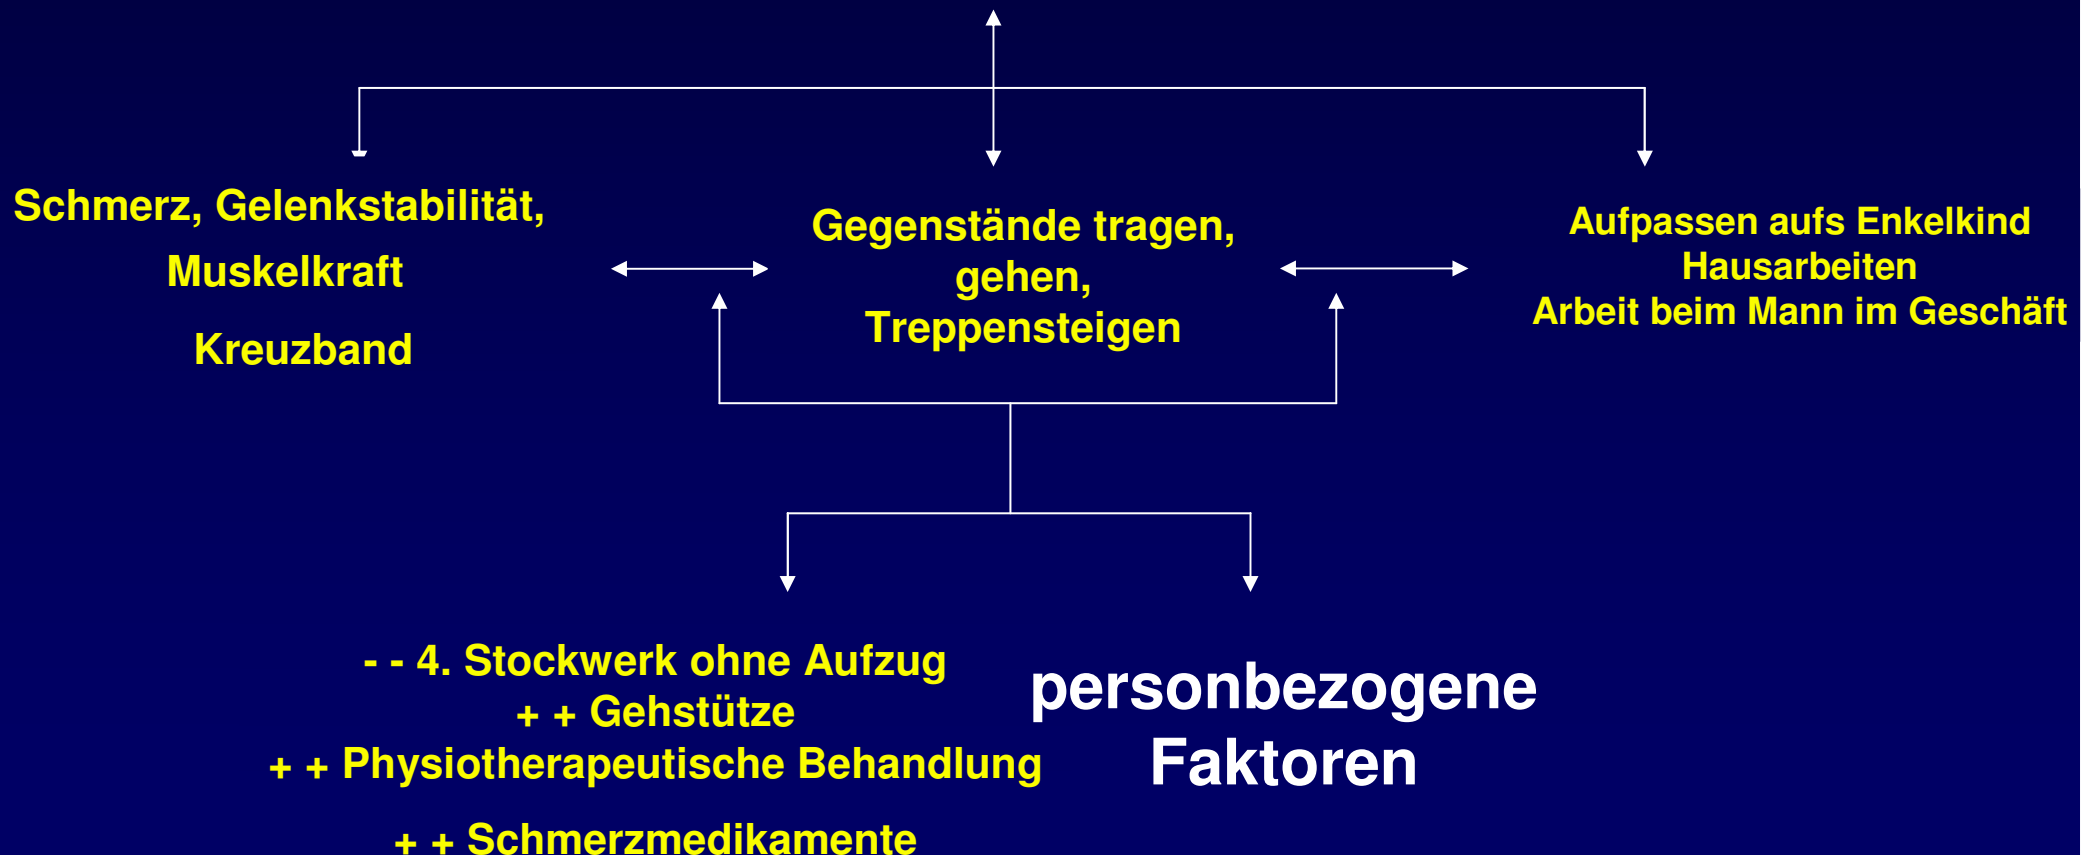 Schmerz, Gelenkstabilität,
Muskelkraft
Kreuzband
Gegenstände tragen,
gehen,
Treppensteigen
Aufpassen aufs Enkelkind
Hausarbeiten
Arbeit beim Mann im Geschäft
- - 4. Stockwerk ohne Aufzug
+ + Gehstütze
+ + Physiotherapeutische Behandlung
+ + Schmerzmedikamente
personbezogene
Faktoren